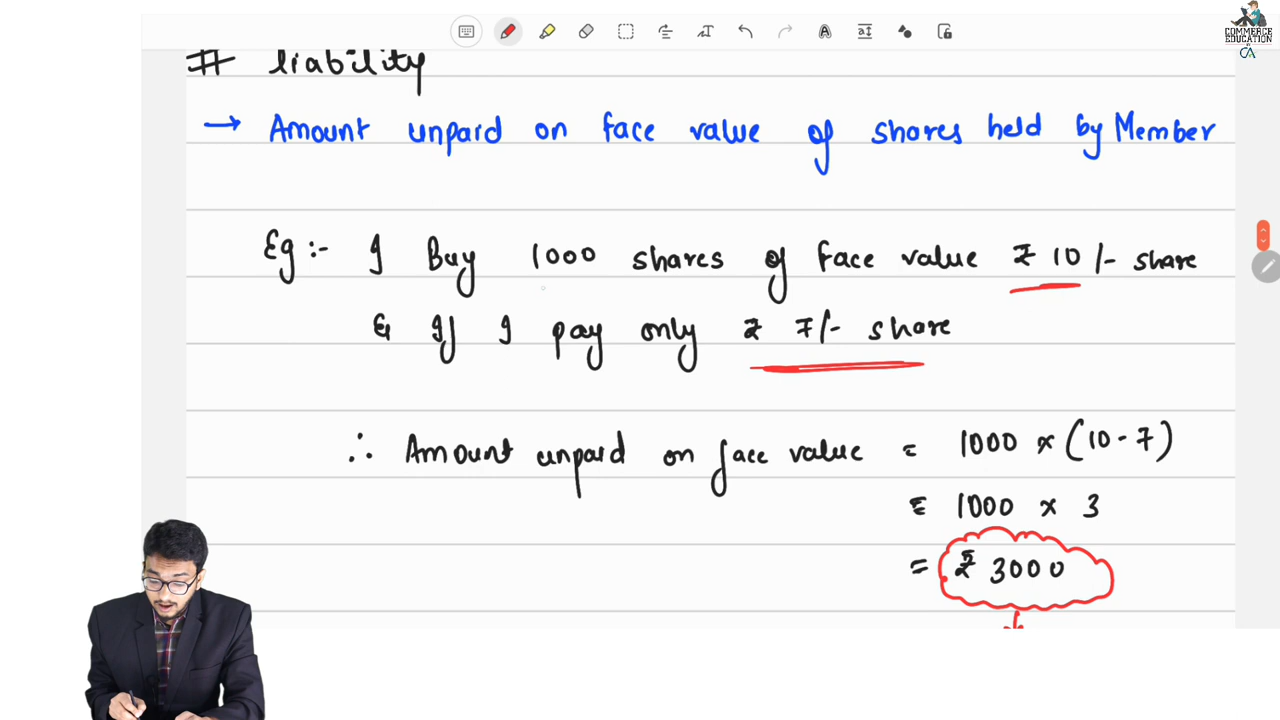 COMMERCE
EDUCATION
BY
CA
# liability
→ Amount unpaid on face value of shares held by Member
Eg :- I Buy 1000 shares of face value ₹ 10 /- share
& If I pay only ₹ 7/- share
∴ Amount unpaid on face value = 1000 × (10-7)
= 1000 × 3
= ₹ 3000